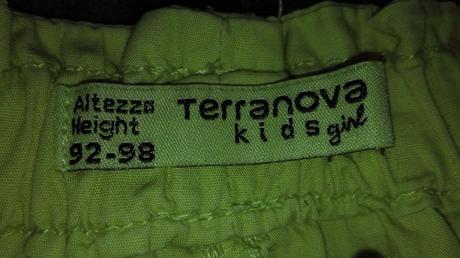 Altezza
Height
92-98
Terranova
kids girl